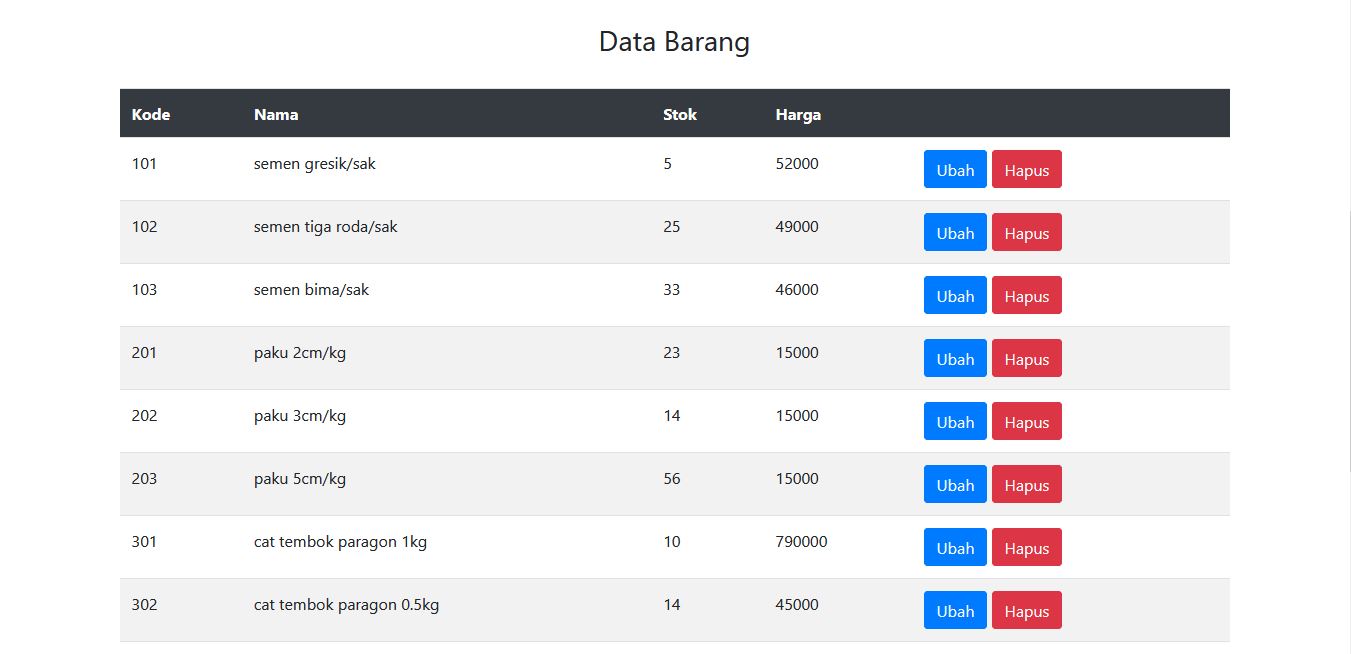 Data Barang
Kode Nama Stok Harga
101 semen gresik/sak 5 52000 Ubah Hapus
102 semen tiga roda/sak 25 49000 Ubah Hapus
103 semen bima/sak 33 46000 Ubah Hapus
201 paku 2cm/kg 23 15000 Ubah Hapus
202 paku 3cm/kg 14 15000 Ubah Hapus
203 paku 5cm/kg 56 15000 Ubah Hapus
301 cat tembok paragon 1kg 10 790000 Ubah Hapus
302 cat tembok paragon 0.5kg 14 45000 Ubah Hapus